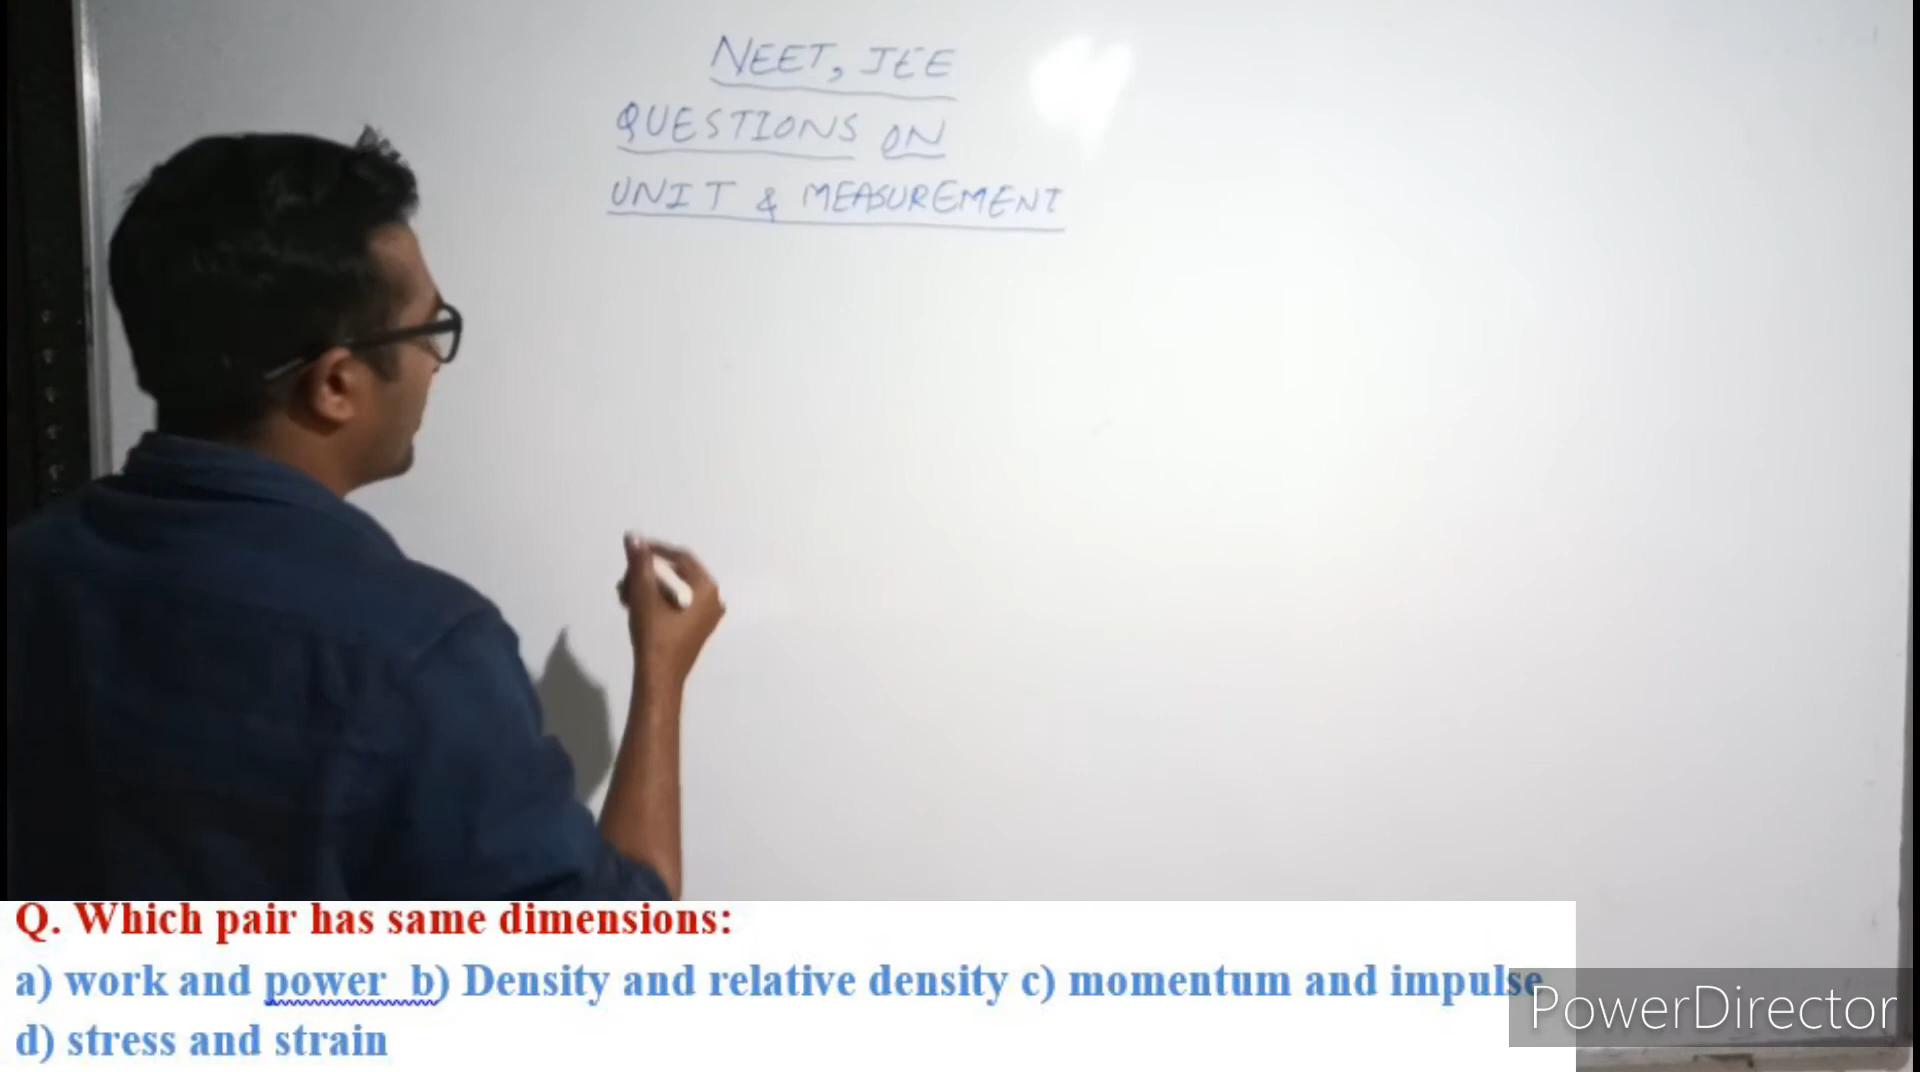 NEET, JEE
QUESTIONS ON
UNIT & MEASUREMENT
Q. Which pair has same dimensions:
a) work and power b) Density and relative density c) momentum and impulse
d) stress and strain
PowerDirector